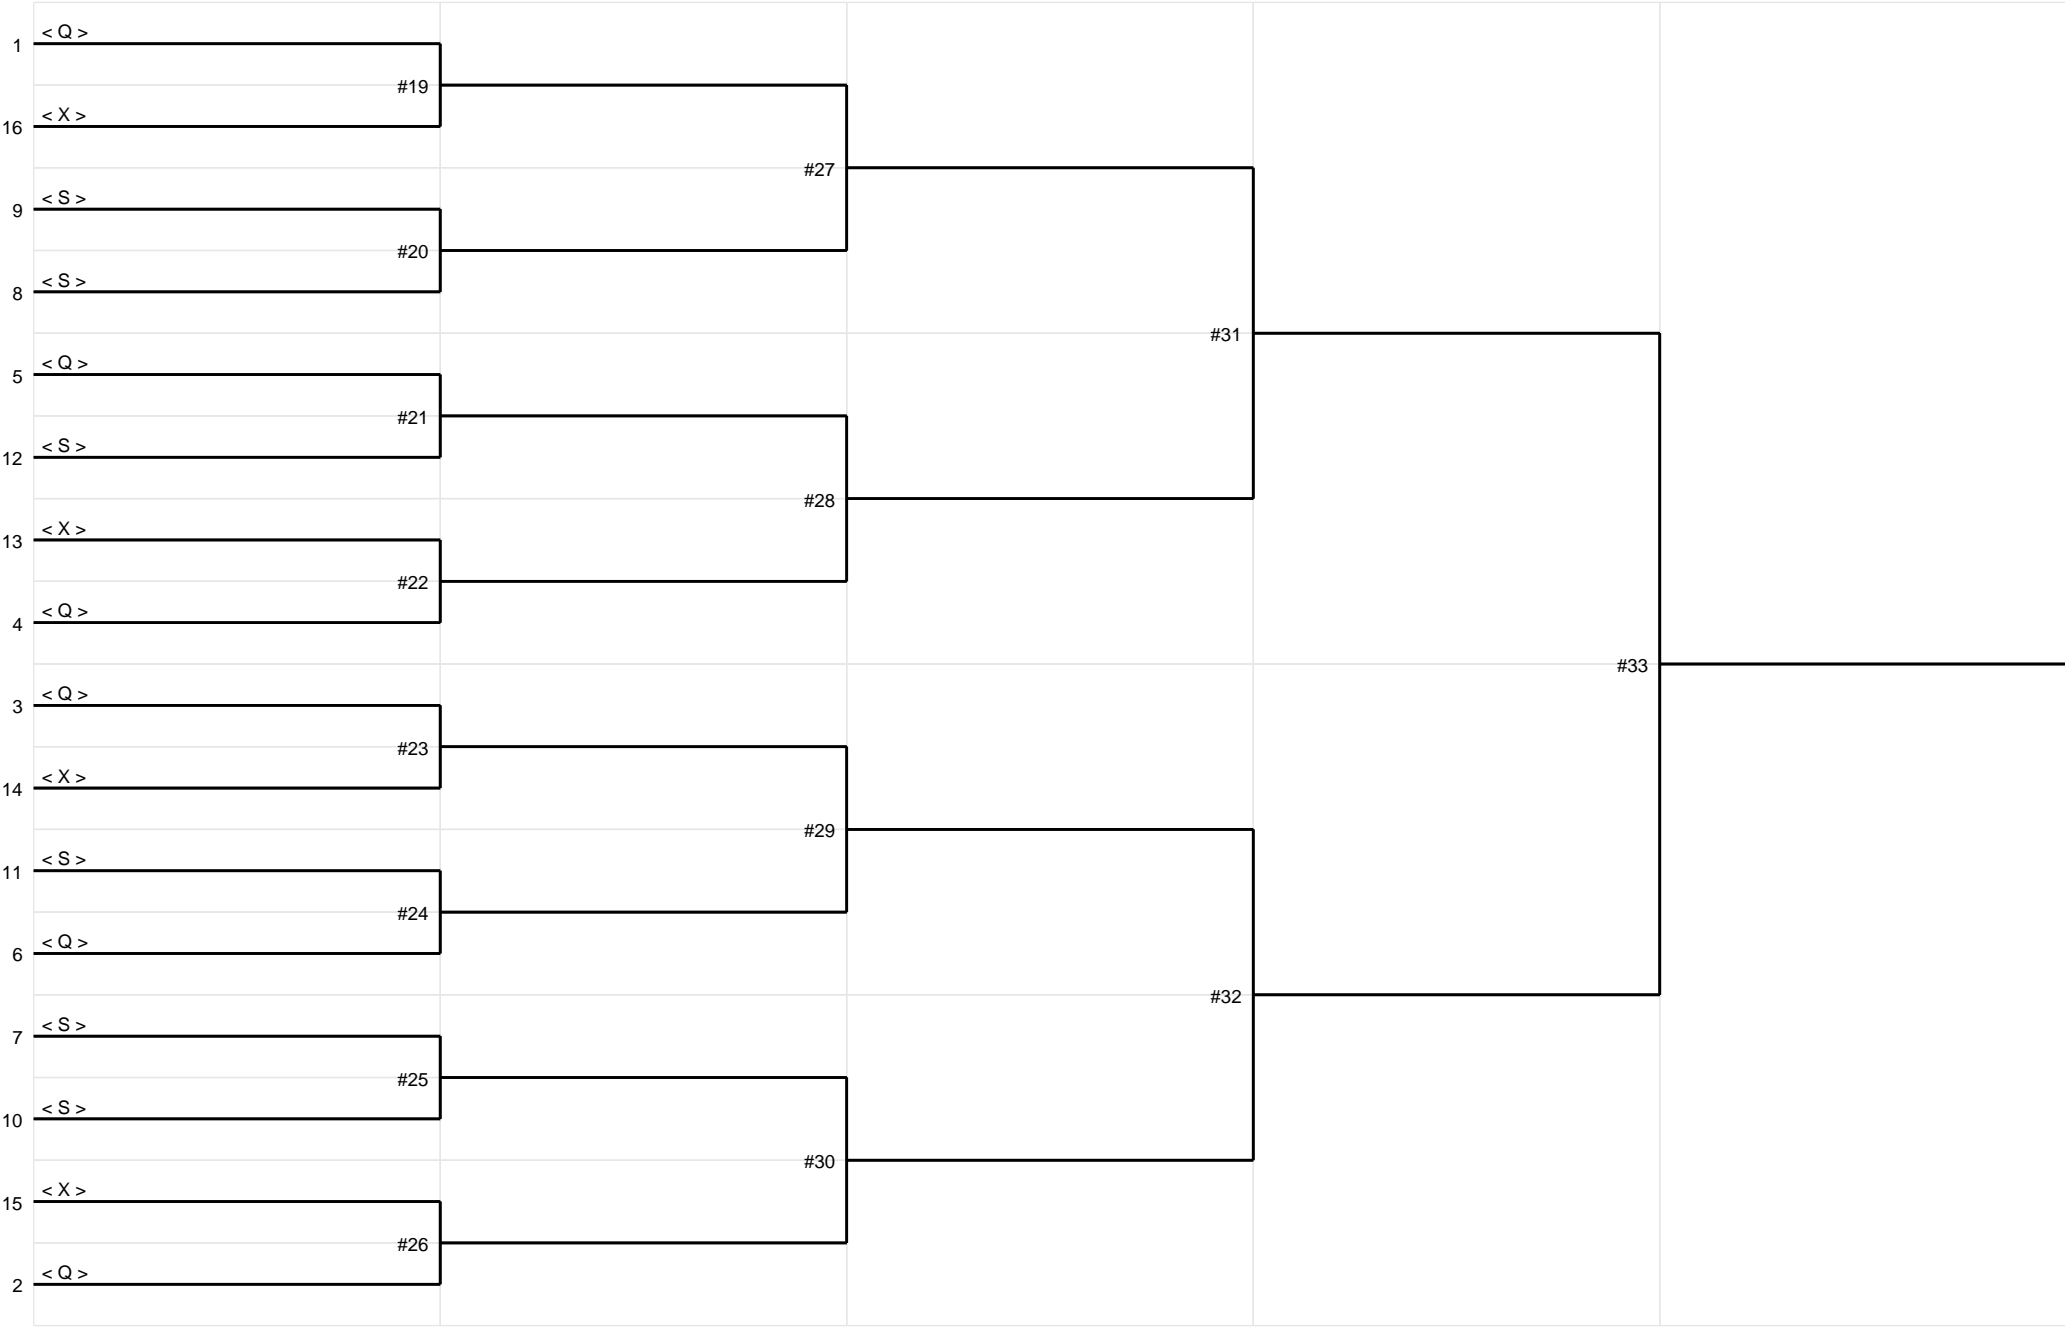 < Q >
1
#19
< X >
16
#27
< S >
9
#20
< S >
8
#31
< Q >
5
#21
< S >
12
#28
< X >
13
#22
< Q >
4
#33
< Q >
3
#23
< X >
14
#29
< S >
11
#24
< Q >
6
#32
< S >
7
#25
< S >
10
#30
< X >
15
#26
< Q >
2